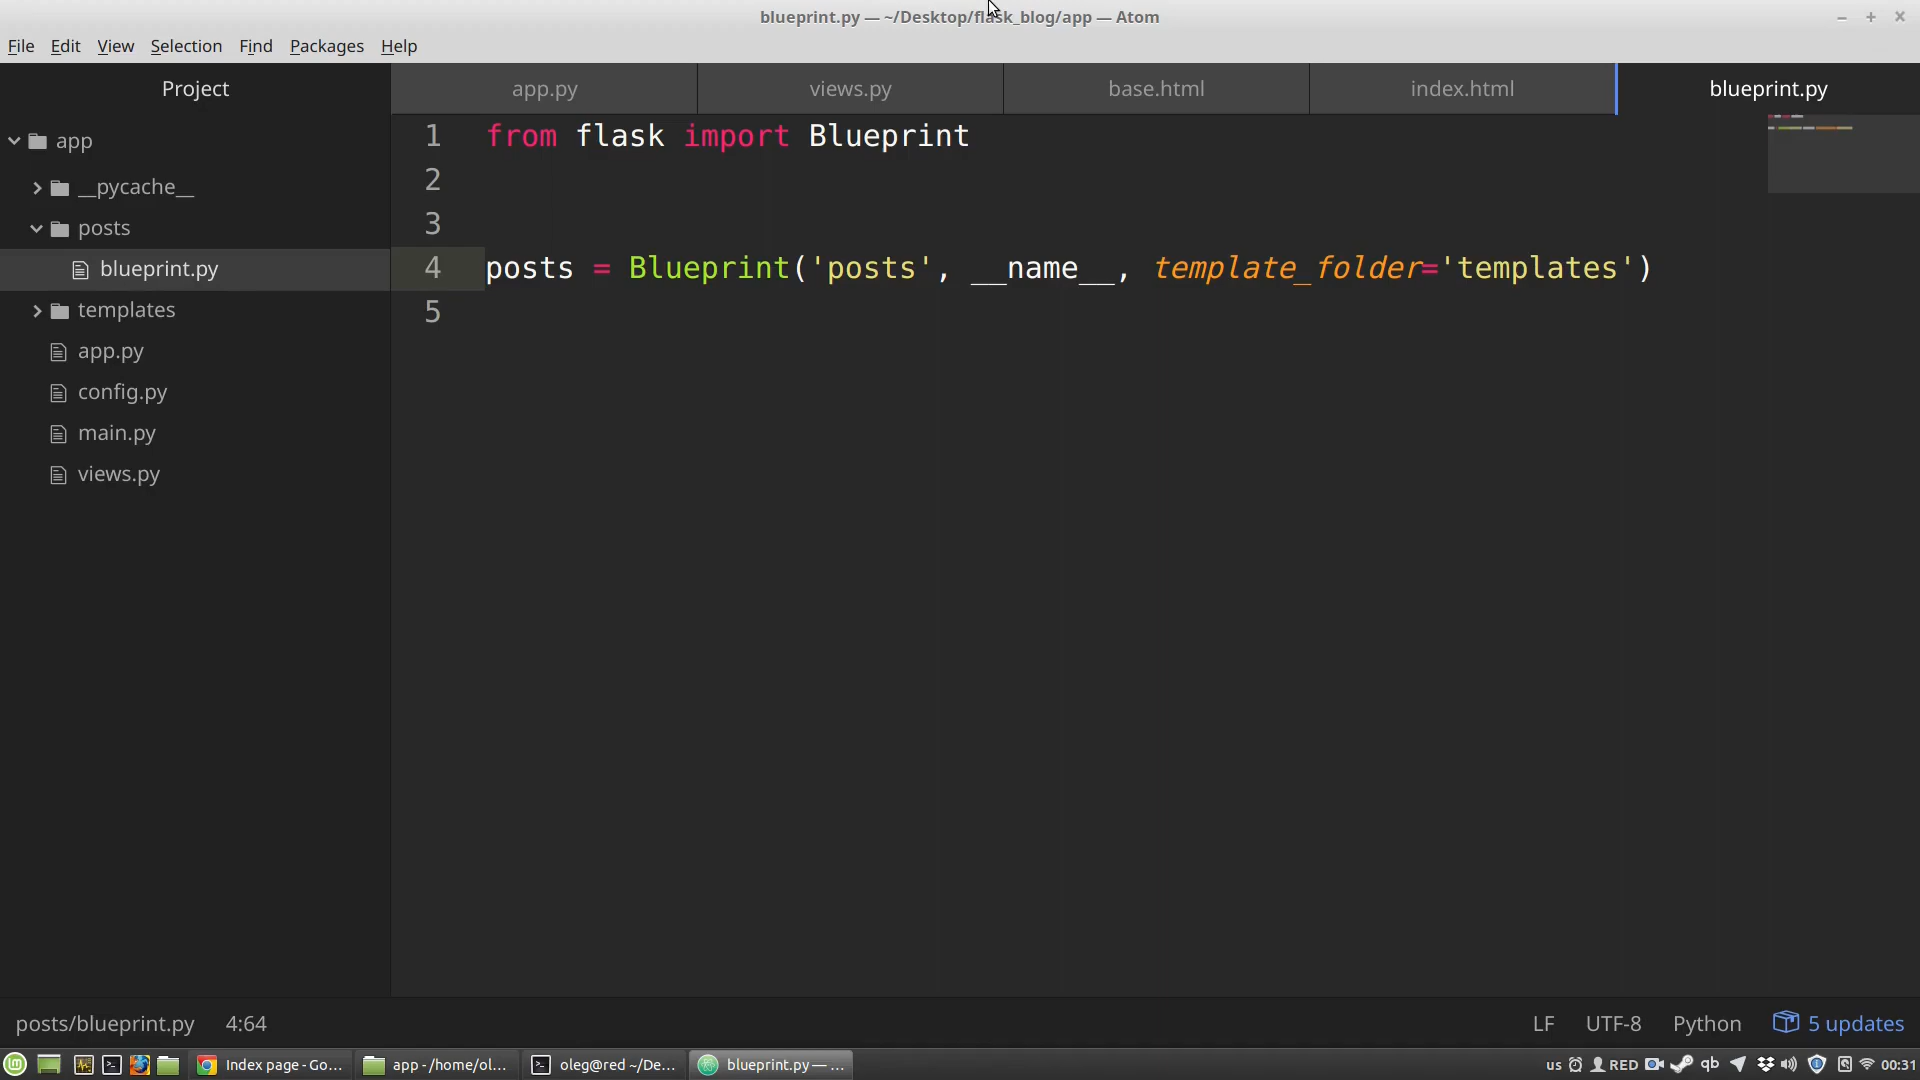 blueprint.py — ~/Desktop/flask_blog/app — Atom
File Edit View Selection Find Packages Help
Project
app.py views.py base.html index.html blueprint.py
app
__pycache__
posts
blueprint.py
templates
app.py
config.py
main.py
views.py
1 from flask import Blueprint
2
3
4 posts = Blueprint('posts', __name__, template_folder='templates')
5
posts/blueprint.py 4:64 LF UTF-8 Python 5 updates
Index page - Go... app - /home/ol... oleg@red ~/De... blueprint.py — ... us RED qb 00:31